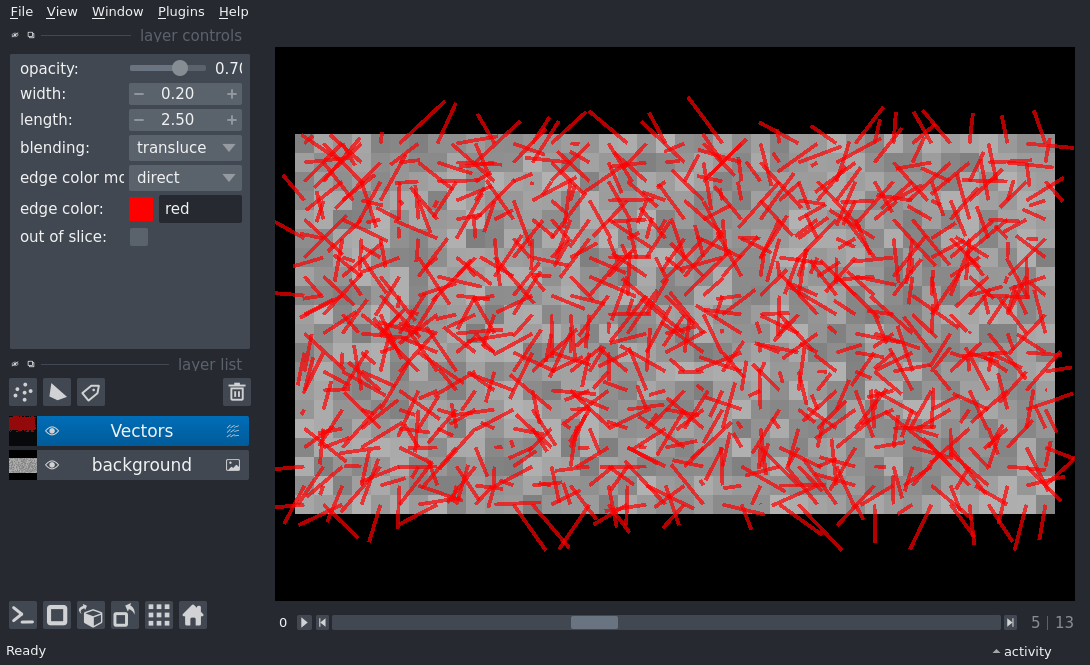 File View Window Plugins Help
layer controls
opacity: 0.70
width: 0.20
length: 2.50
blending: transluce
edge color mo direct
edge color: red
out of slice:
layer list
Vectors
background
0 5 | 13
Ready activity